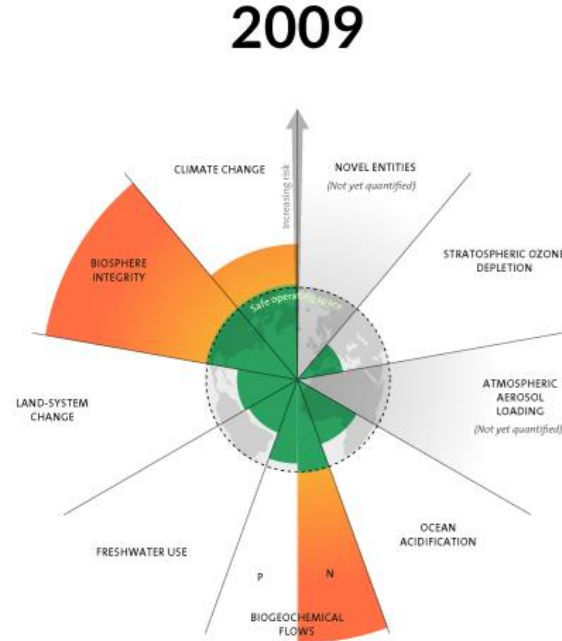 2009
CLIMATE CHANGE
Increasing risk
NOVEL ENTITIES
(Not yet quantified)
BIOSPHERE
INTEGRITY
STRATOSPHERIC OZONE
DEPLETION
Safe operating space
LAND-SYSTEM
CHANGE
ATMOSPHERIC
AEROSOL
LOADING
(Not yet quantified)
FRESHWATER USE
OCEAN
ACIDIFICATION
P
N
BIOGEOCHEMICAL
FLOWS